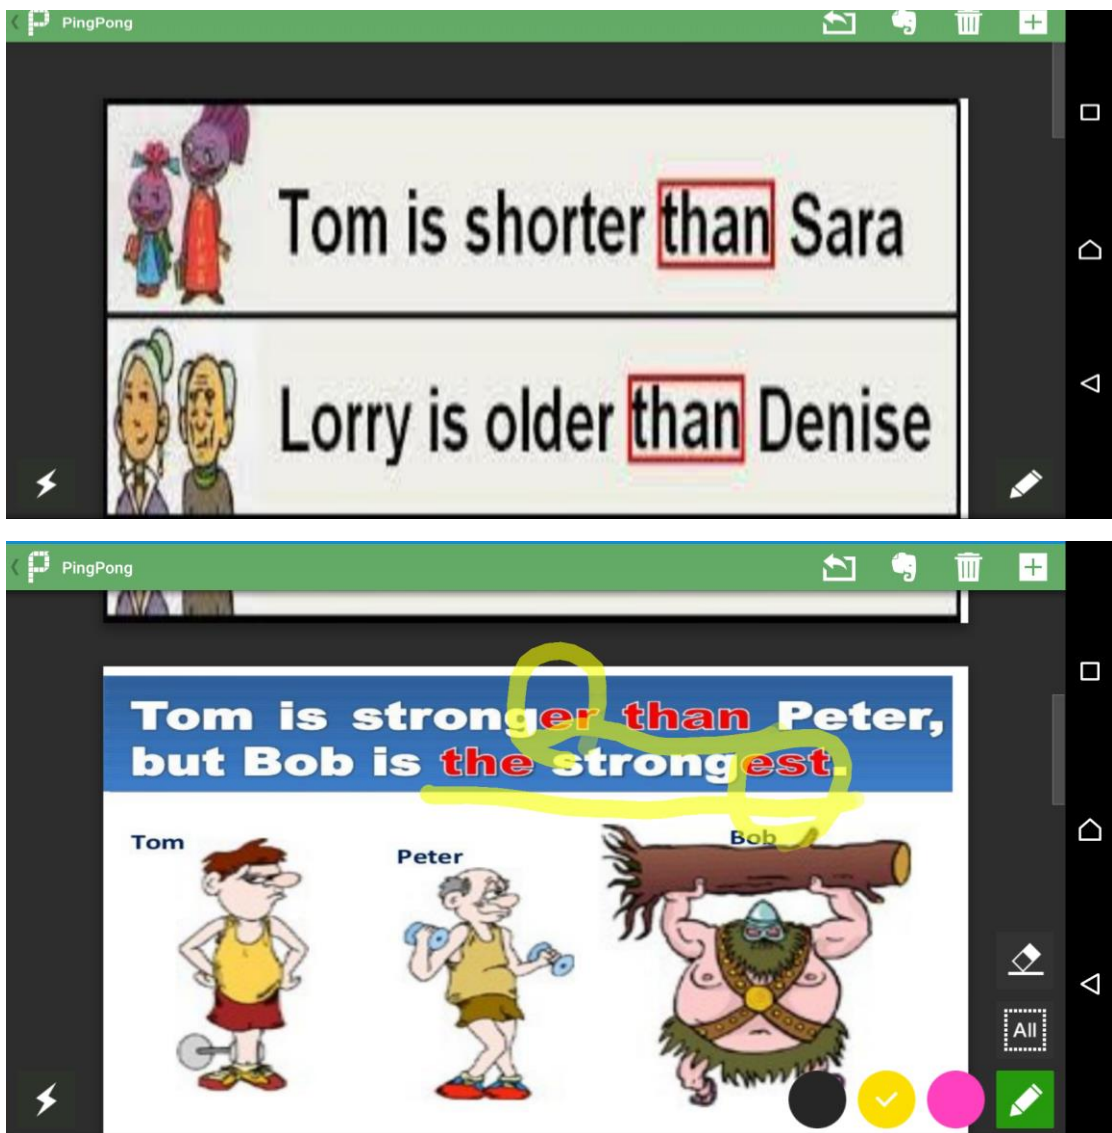 PingPong
Tom is shorter than Sara
Lorry is older than Denise
PingPong
Tom is stronger than Peter,
but Bob is the strongest.
Tom
Peter
Bob
All